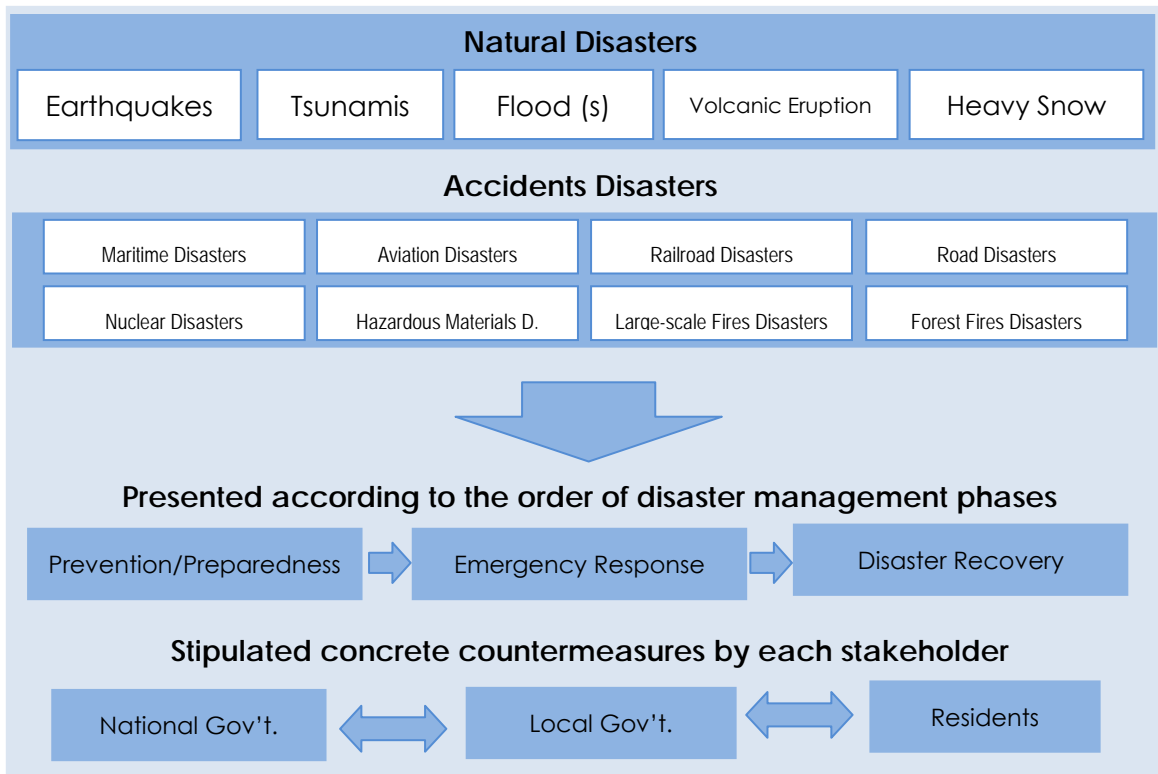 Natural Disasters
Earthquakes
Tsunamis
Flood (s)
Volcanic Eruption
Heavy Snow
Accidents Disasters
Maritime Disasters
Aviation Disasters
Railroad Disasters
Road Disasters
Nuclear Disasters
Hazardous Materials D.
Large-scale Fires Disasters
Forest Fires Disasters
Presented according to the order of disaster management phases
Prevention/Preparedness
Emergency Response
Disaster Recovery
Stipulated concrete countermeasures by each stakeholder
National Gov't.
Local Gov't.
Residents